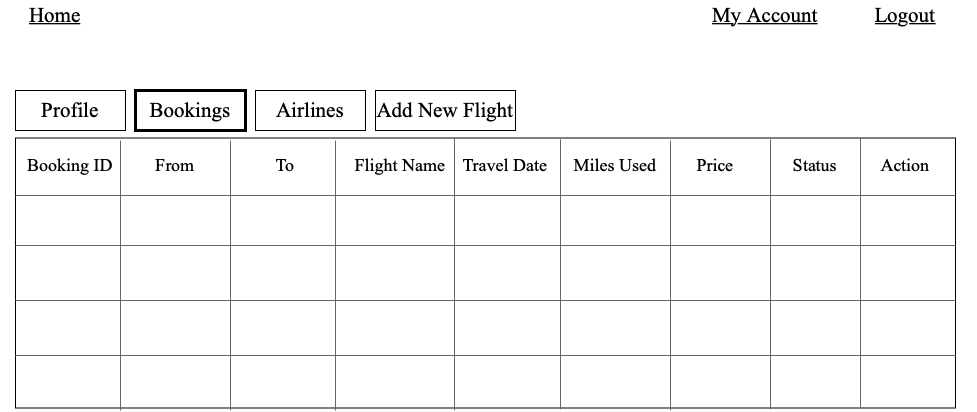 Home My Account Logout
Profile Bookings Airlines Add New Flight
Booking ID From To Flight Name Travel Date Miles Used Price Status Action